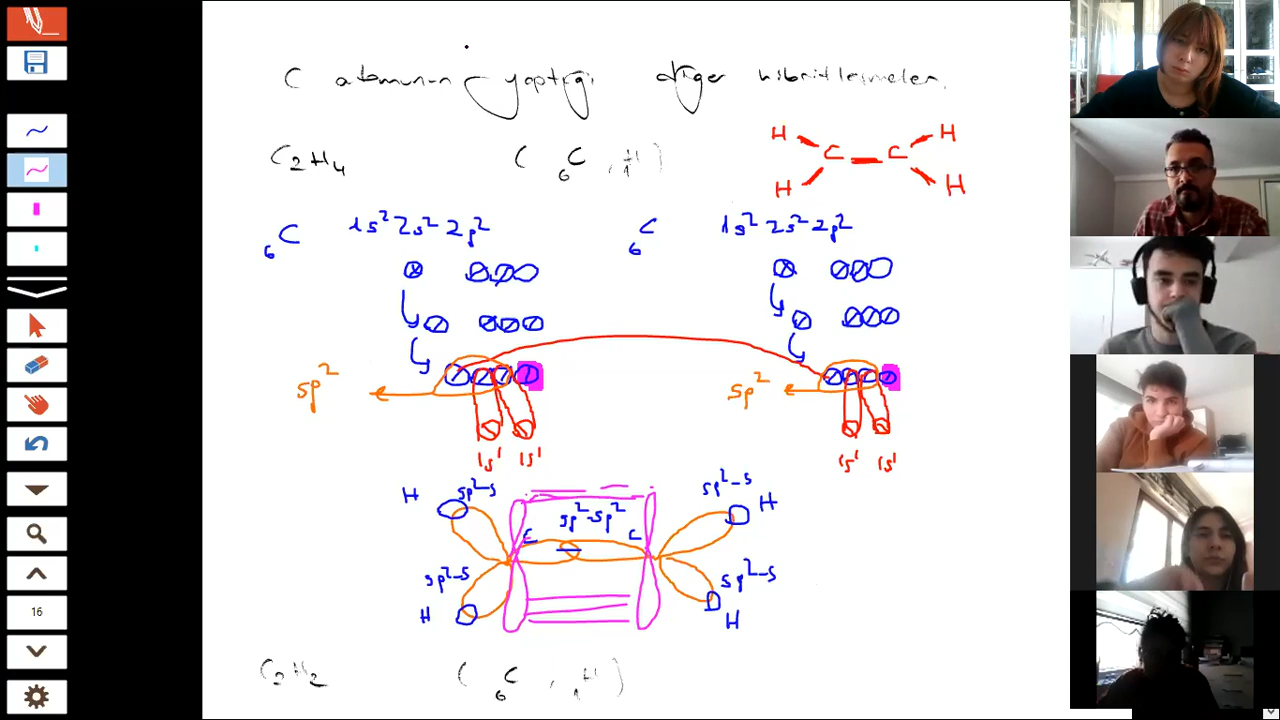 C atomunun yaptığı diğer hibritleşmeler.
C₂H₄ ( ₆C , ₁H )
H H
C C
H H
₆C 1s² 2s² 2p² ₆C 1s² 2s² 2p²
sp² sp²
1s¹ 1s¹ 1s¹ 1s¹
H sp²-s sp²-sp² sp²-s H
C C
sp²-s sp²-s
H H
C₂H₂ ( ₆C , ₁H )
16